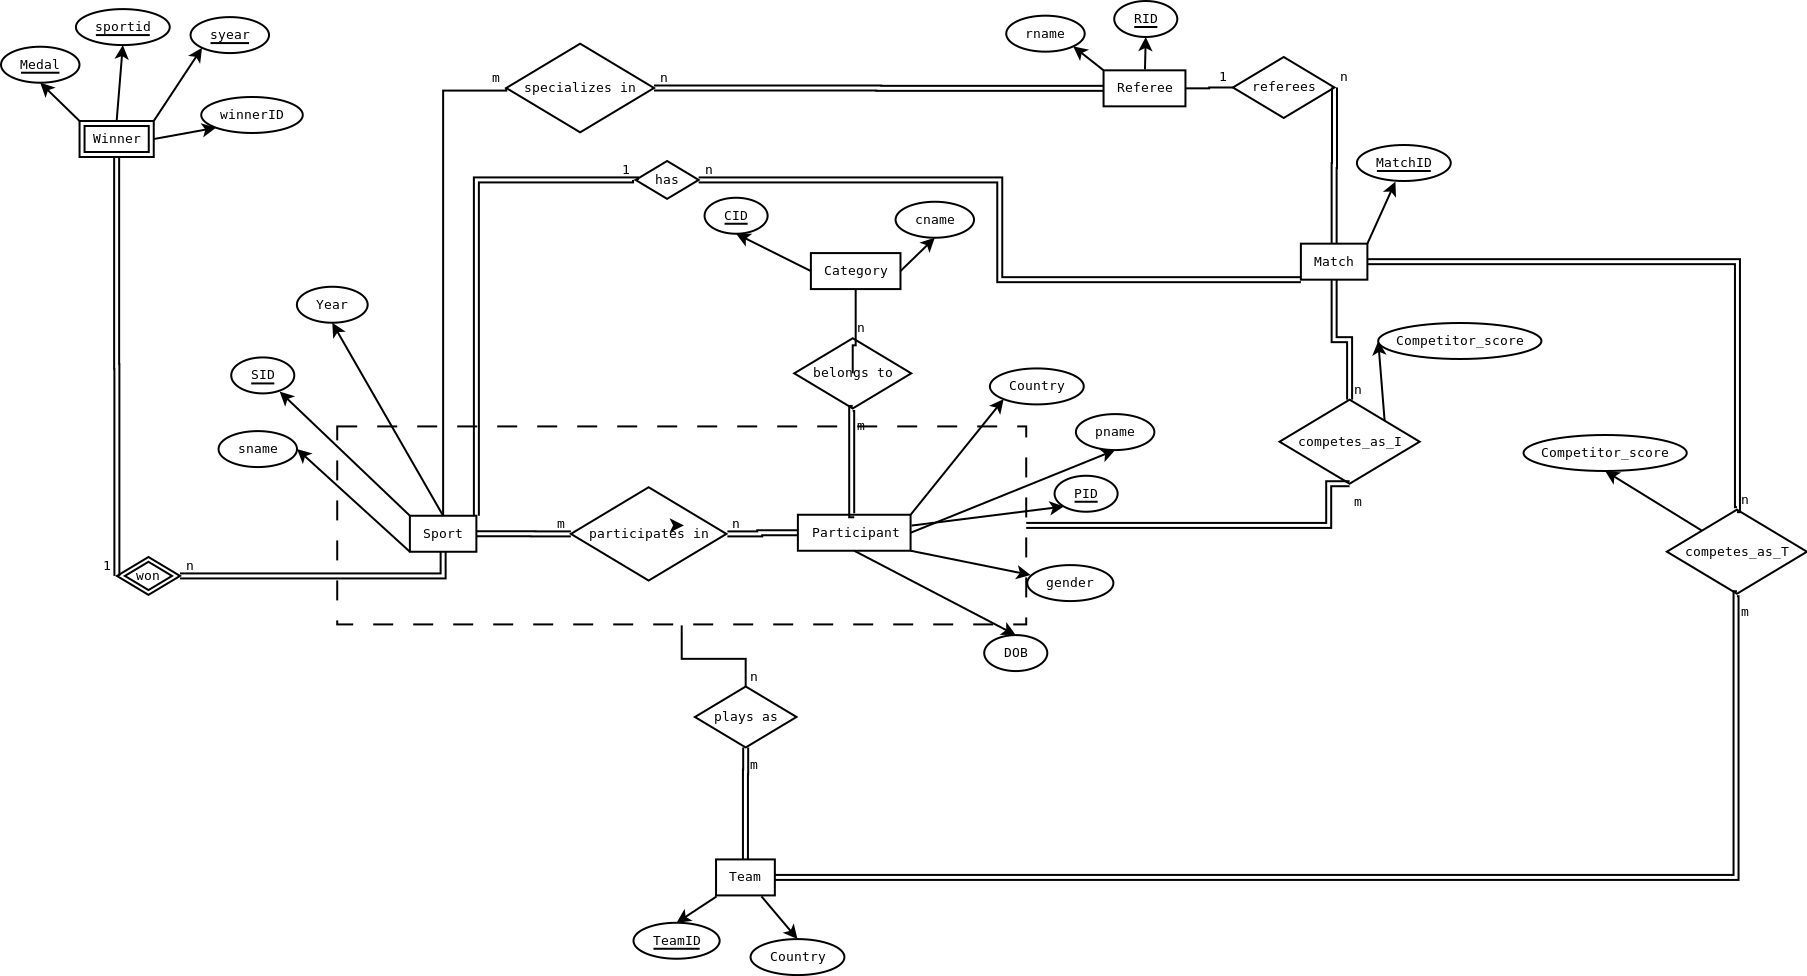 RID
sportid
syear
rname
Medal
m
n
1
n
specializes in
Referee
referees
winnerID
Winner
MatchID
1
n
has
CID
cname
Match
Category
Year
n
Competitor_score
belongs to
SID
Country
n
m
pname
competes_as_I
sname
Competitor_score
PID
n
m
m
n
Sport
participates in
Participant
competes_as_T
1
n
won
gender
m
DOB
n
plays as
m
Team
TeamID
Country